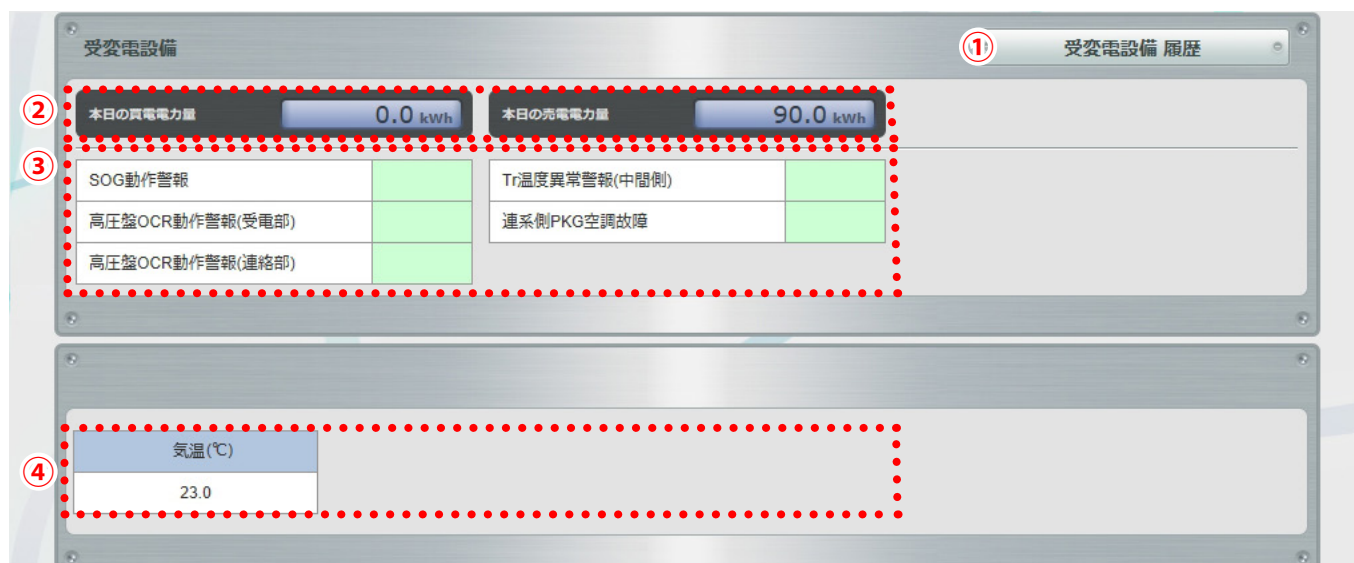 受変電設備
① 受変電設備 履歴
② 本日の買電電力量 0.0 kWh 本日の売電電力量 90.0 kWh
③
SOG動作警報 Tr温度異常警報(中間側)
高圧盤OCR動作警報(受電部) 連系側PKG空調故障
高圧盤OCR動作警報(連絡部)
気温(℃)
④
23.0